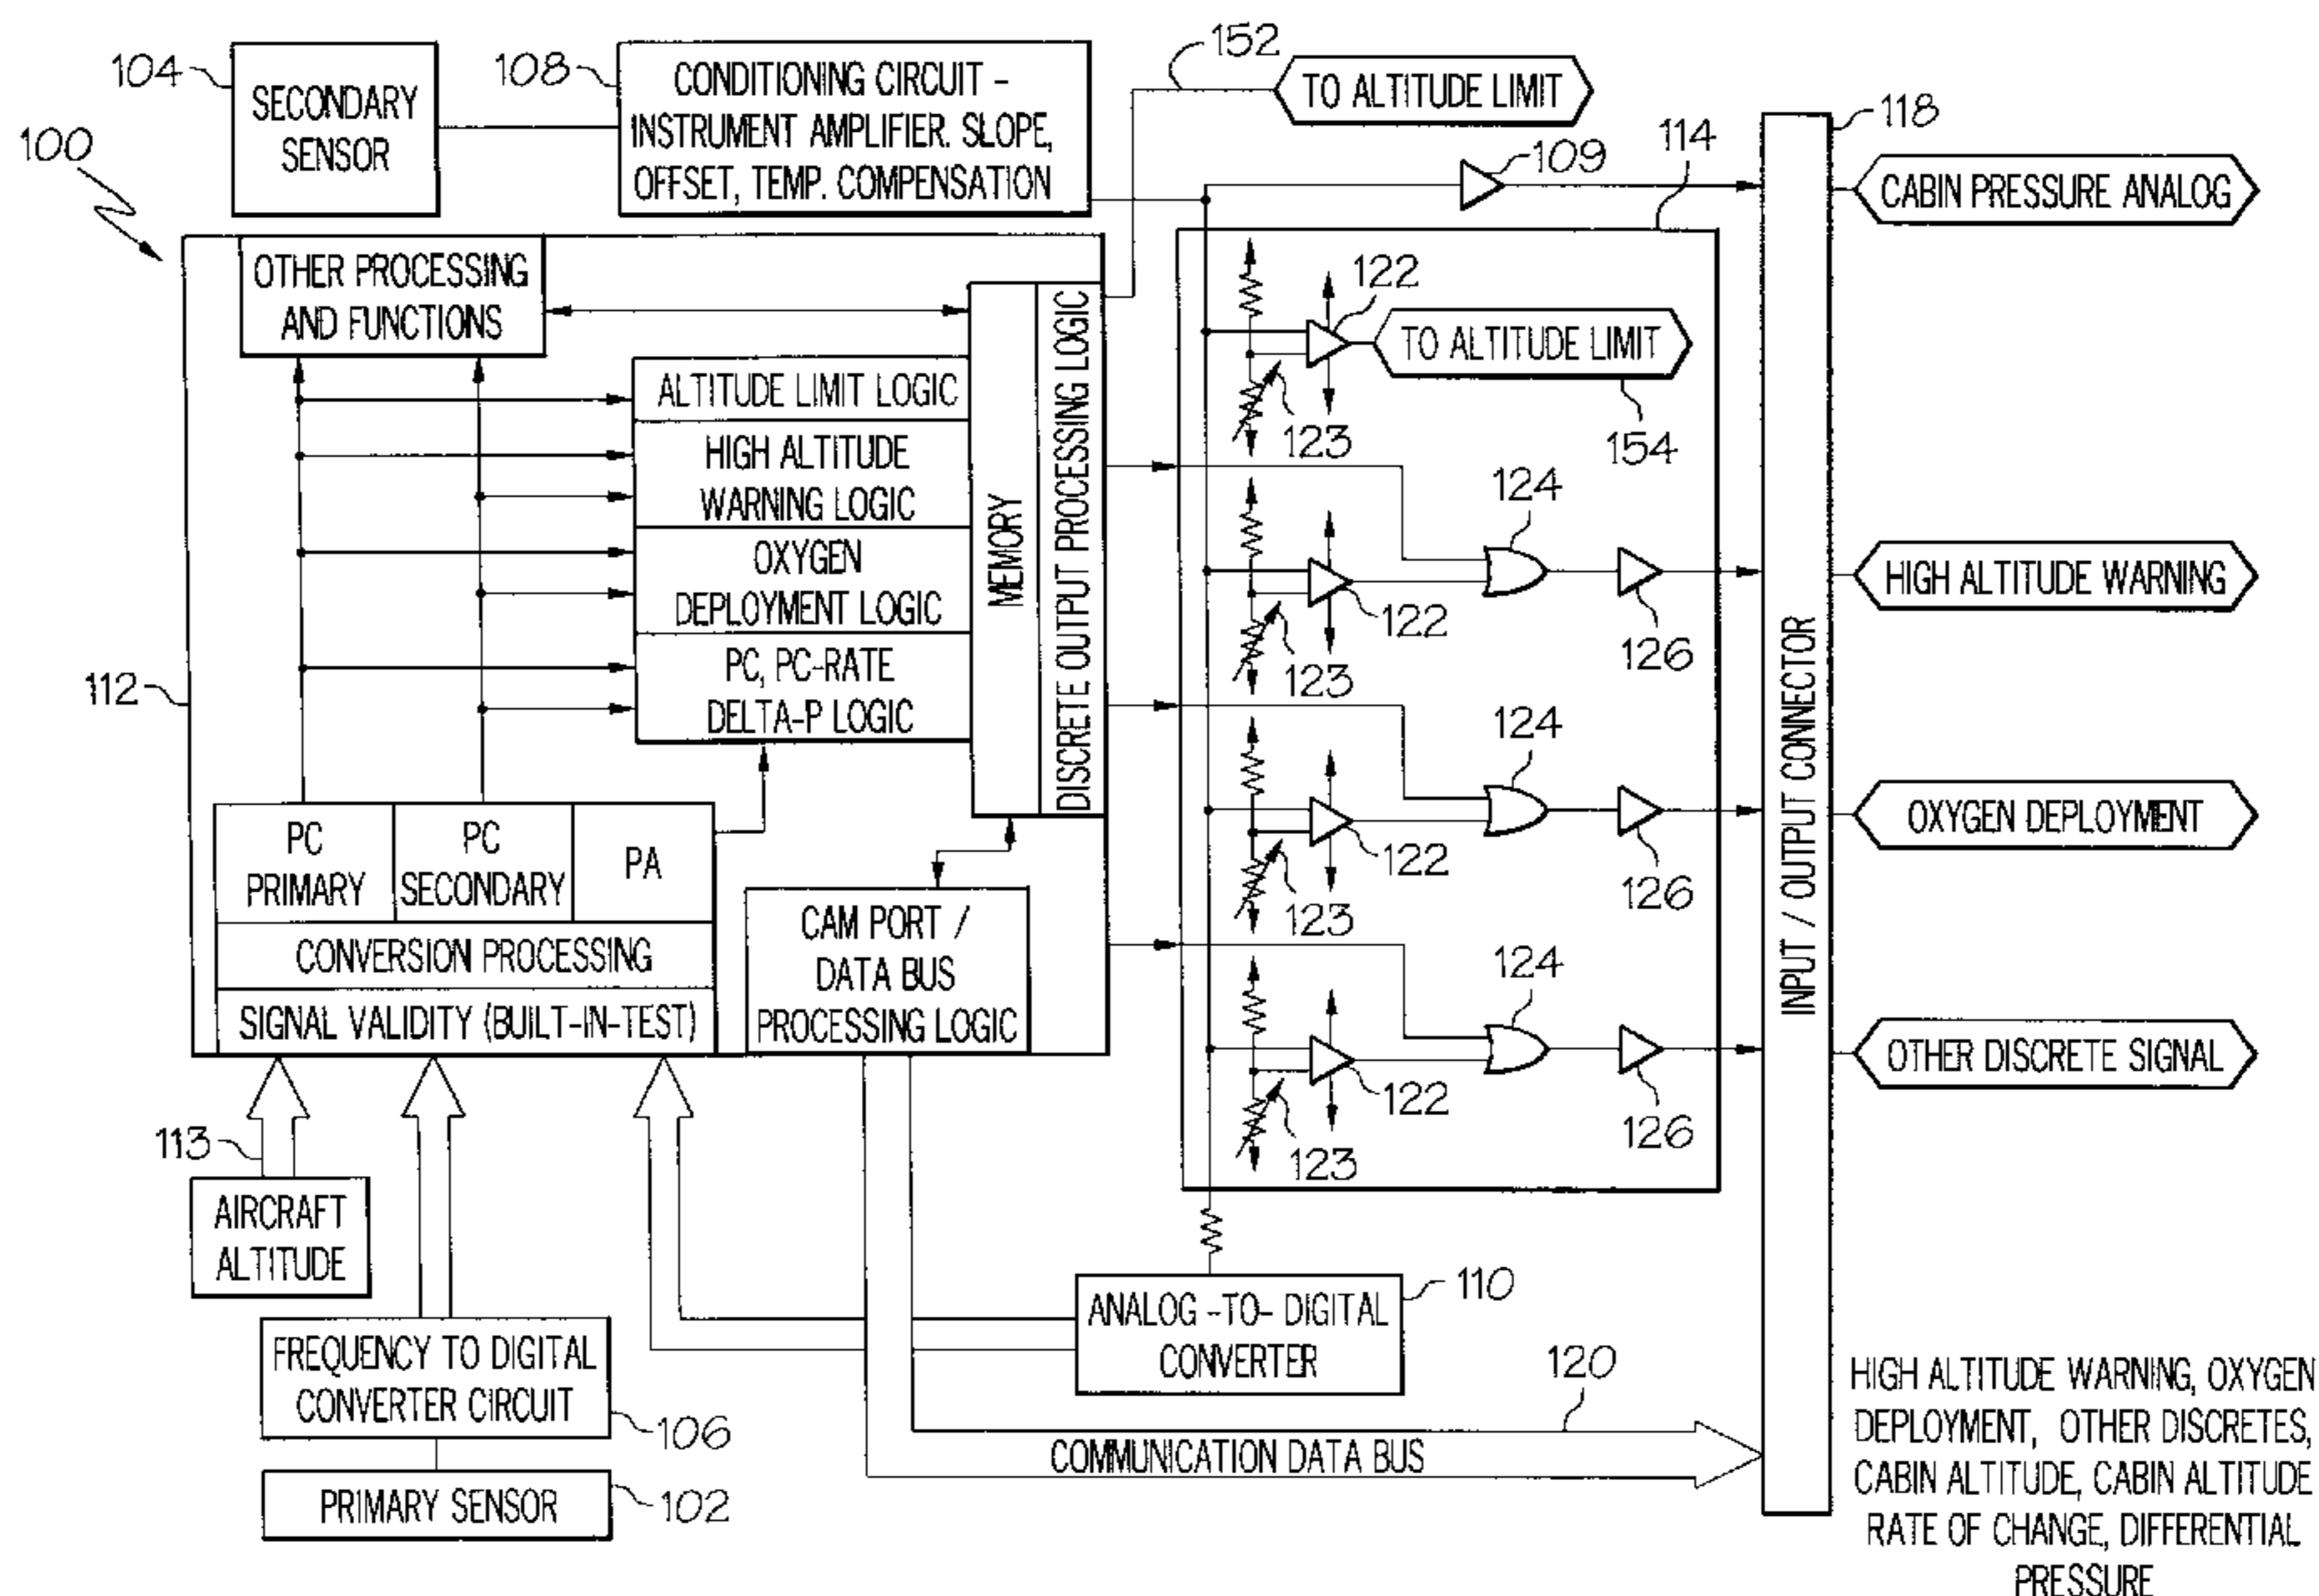 104
SECONDARY
SENSOR
108
CONDITIONING CIRCUIT -
INSTRUMENT AMPLIFIER. SLOPE,
OFFSET, TEMP. COMPENSATION
152
TO ALTITUDE LIMIT
100
109
114
118
CABIN PRESSURE ANALOG
OTHER PROCESSING
AND FUNCTIONS
ALTITUDE LIMIT LOGIC
HIGH ALTITUDE
WARNING LOGIC
OXYGEN
DEPLOYMENT LOGIC
PC, PC-RATE
DELTA-P LOGIC
MEMORY
DISCRETE OUTPUT PROCESSING LOGIC
112
PC
PRIMARY
PC
SECONDARY
PA
CONVERSION PROCESSING
SIGNAL VALIDITY (BUILT-IN-TEST)
CAM PORT /
DATA BUS
PROCESSING LOGIC
122
TO ALTITUDE LIMIT
123
154
124
122
126
123
124
122
126
123
124
122
126
123
INPUT / OUTPUT CONNECTOR
HIGH ALTITUDE WARNING
OXYGEN DEPLOYMENT
OTHER DISCRETE SIGNAL
113
AIRCRAFT
ALTITUDE
FREQUENCY TO DIGITAL
CONVERTER CIRCUIT
106
PRIMARY SENSOR
102
ANALOG -TO- DIGITAL
CONVERTER
110
120
COMMUNICATION DATA BUS
HIGH ALTITUDE WARNING, OXYGEN
DEPLOYMENT, OTHER DISCRETES,
CABIN ALTITUDE, CABIN ALTITUDE
RATE OF CHANGE, DIFFERENTIAL
PRESSURE